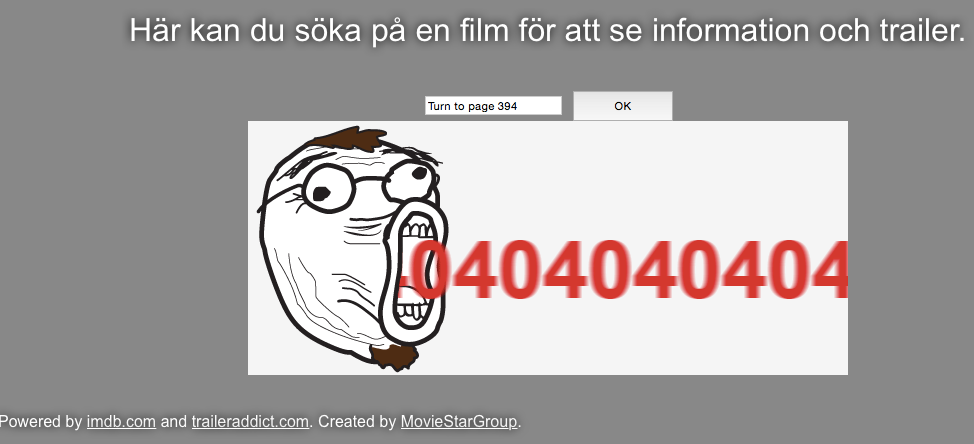 Här kan du söka på en film för att se information och trailer.
Turn to page 394 OK
0404040404
Powered by imdb.com and traileraddict.com. Created by MovieStarGroup.